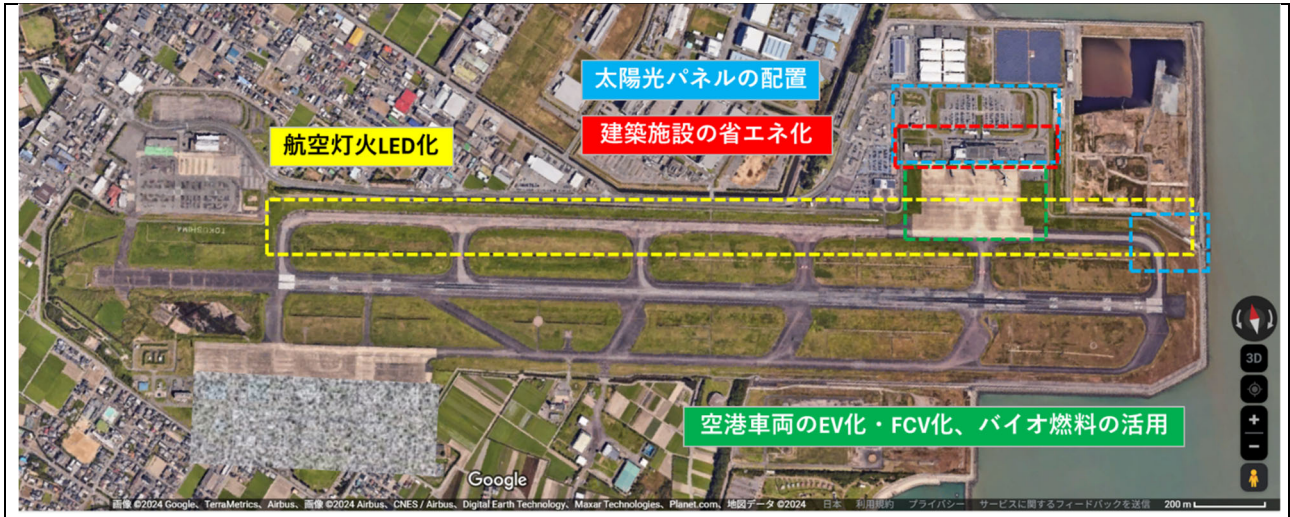 太陽光パネルの配置
建築施設の省エネ化
航空灯火LED化
TOKUSHIMA
空港車両のEV化・FCV化、バイオ燃料の活用
3D
Google
画像 ©2024 Google、TerraMetrics、Airbus、画像 ©2024 Airbus、CNES / Airbus、Digital Earth Technology、Maxar Technologies、Planet.com、地図データ ©2024
日本 利用規約 プライバシー サービスに関するフィードバックを送信 200 m